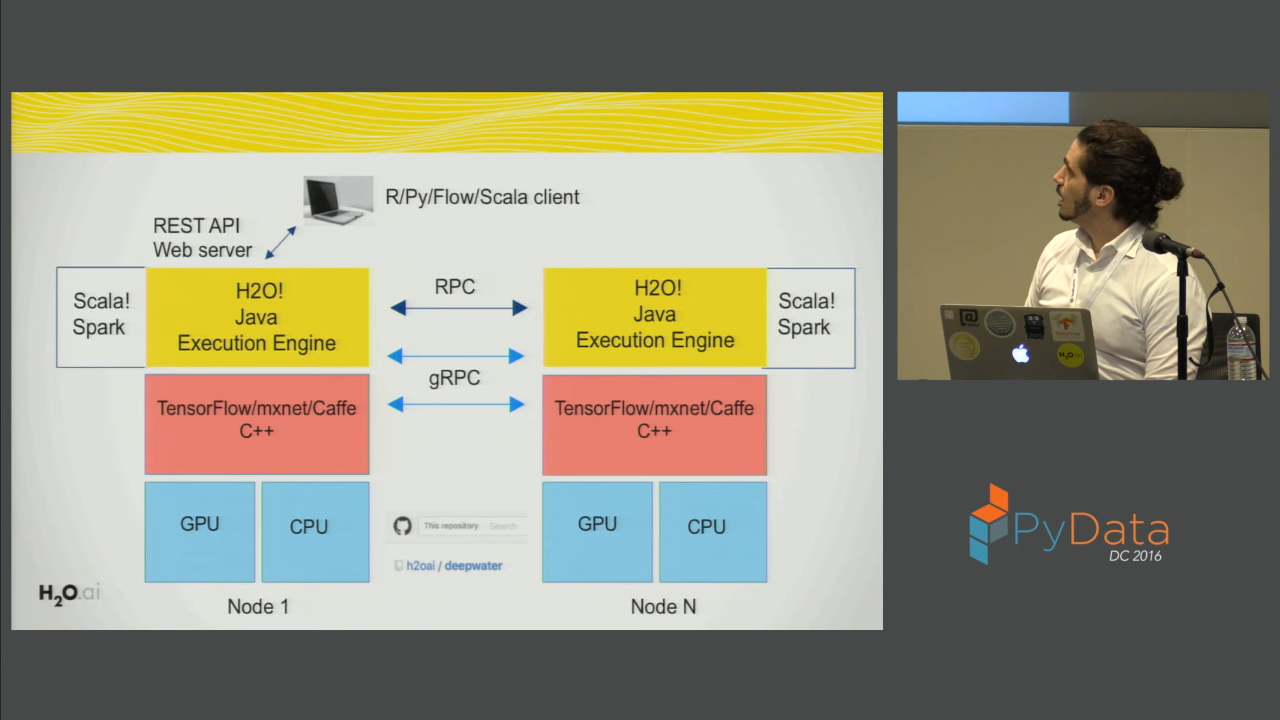 R/Py/Flow/Scala client
REST API
Web server
Scala!
Spark
H2O!
Java
Execution Engine
RPC
H2O!
Java
Execution Engine
Scala!
Spark
gRPC
TensorFlow/mxnet/Caffe
C++
TensorFlow/mxnet/Caffe
C++
GPU
CPU
This repository Search
h2oai / deepwater
GPU
CPU
H2O.ai
Node 1
Node N
H2O.ai
PyData
DC 2016